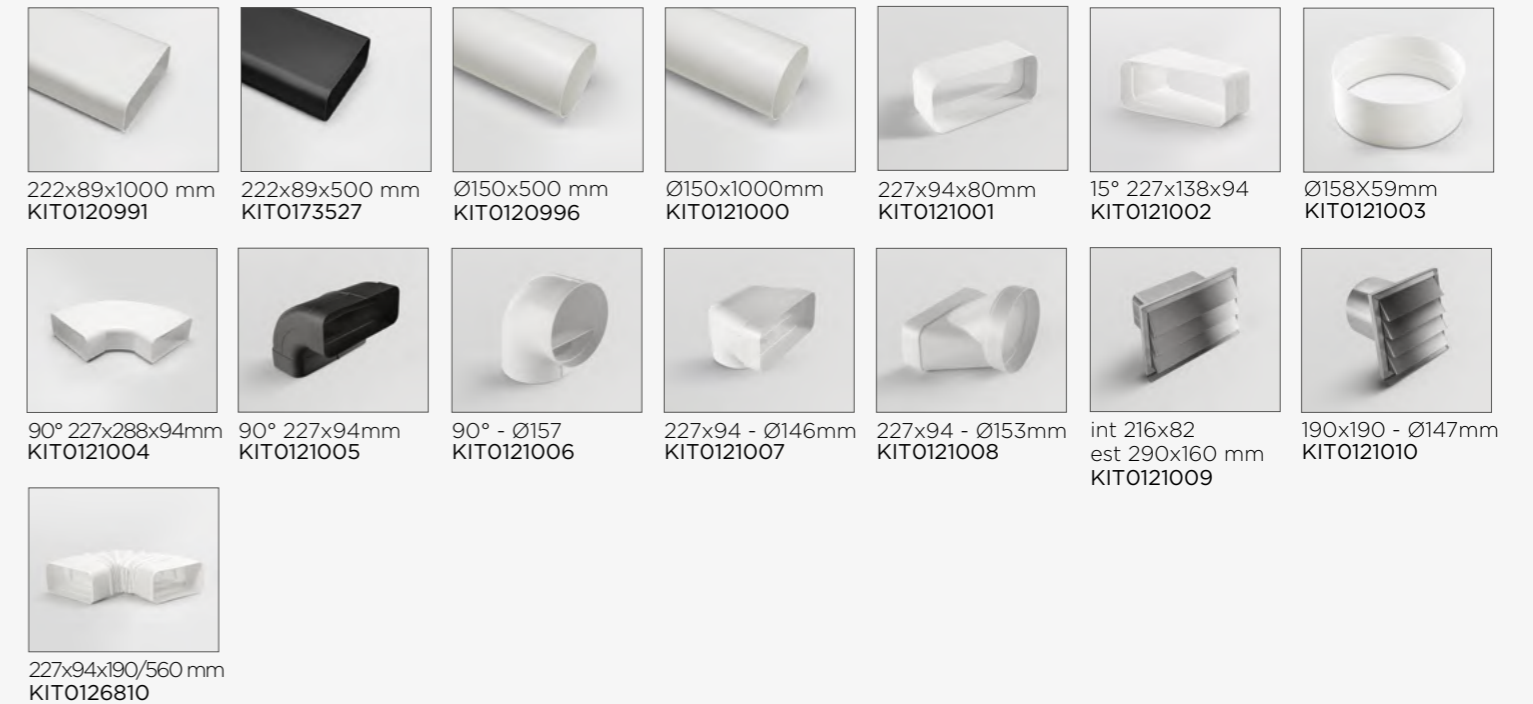 222x89x1000 mm
KIT0120991
222x89x500 mm
KIT0173527
Ø150x500 mm
KIT0120996
Ø150x1000mm
KIT0121000
227x94x80mm
KIT0121001
15° 227x138x94
KIT0121002
Ø158X59mm
KIT0121003
90° 227x288x94mm
KIT0121004
90° 227x94mm
KIT0121005
90° - Ø157
KIT0121006
227x94 - Ø146mm
KIT0121007
227x94 - Ø153mm
KIT0121008
int 216x82
est 290x160 mm
KIT0121009
190x190 - Ø147mm
KIT0121010
227x94x190/560 mm
KIT0126810